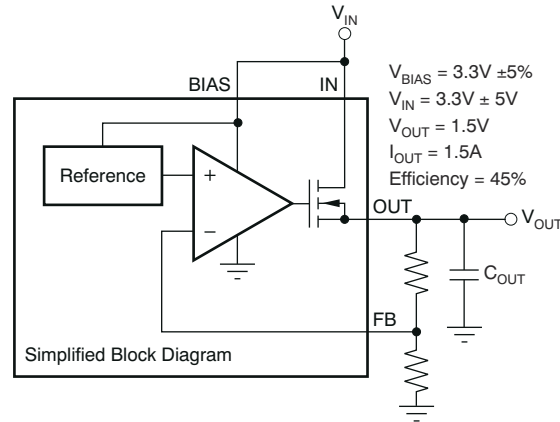 V_IN
BIAS
IN
V_BIAS = 3.3V ±5%
V_IN = 3.3V ± 5V
V_OUT = 1.5V
I_OUT = 1.5A
Efficiency = 45%
Reference
+
−
OUT
V_OUT
C_OUT
FB
Simplified Block Diagram